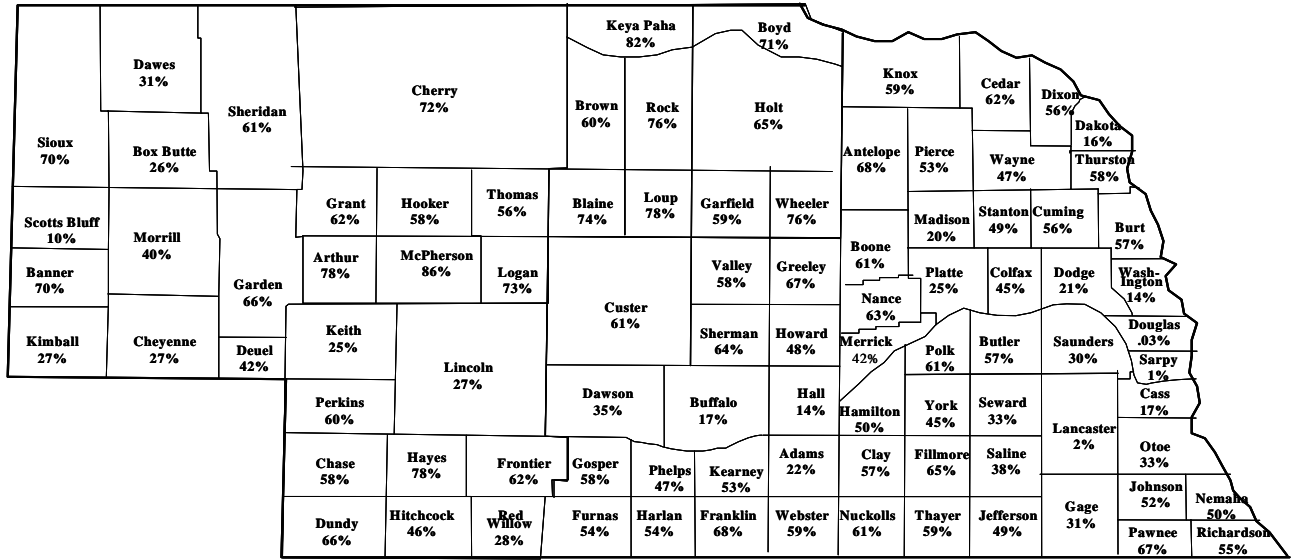 Keya Paha
82%
Boyd
71%
Dawes
31%
Sheridan
61%
Cherry
72%
Brown
60%
Rock
76%
Holt
65%
Knox
59%
Cedar
62%
Dixon
56%
Dakota
16%
Sioux
70%
Box Butte
26%
Antelope
68%
Pierce
53%
Wayne
47%
Thurston
58%
Scotts Bluff
10%
Morrill
40%
Grant
62%
Hooker
58%
Thomas
56%
Blaine
74%
Loup
78%
Garfield
59%
Wheeler
76%
Madison
20%
Stanton
49%
Cuming
56%
Burt
57%
Banner
70%
Garden
66%
Arthur
78%
McPherson
86%
Logan
73%
Custer
61%
Valley
58%
Greeley
67%
Boone
61%
Platte
25%
Colfax
45%
Dodge
21%
Wash-
ington
14%
Nance
63%
Kimball
27%
Cheyenne
27%
Deuel
42%
Keith
25%
Lincoln
27%
Sherman
64%
Howard
48%
Merrick
42%
Polk
61%
Butler
57%
Saunders
30%
Douglas
.03%
Sarpy
1%
Perkins
60%
Dawson
35%
Buffalo
17%
Hall
14%
Hamilton
50%
York
45%
Seward
33%
Lancaster
2%
Cass
17%
Otoe
33%
Chase
58%
Hayes
78%
Frontier
62%
Gosper
58%
Phelps
47%
Kearney
53%
Adams
22%
Clay
57%
Fillmore
65%
Saline
38%
Dundy
66%
Hitchcock
46%
Red
Willow
28%
Furnas
54%
Harlan
54%
Franklin
68%
Webster
59%
Nuckolls
61%
Thayer
59%
Jefferson
49%
Gage
31%
Johnson
52%
Nemaha
50%
Pawnee
67%
Richardson
55%